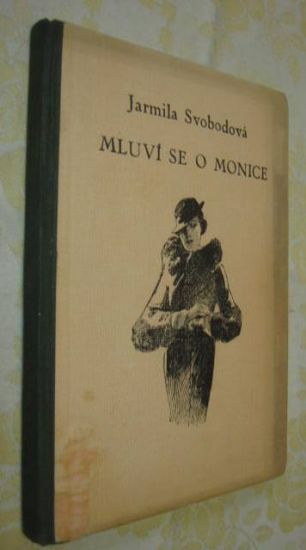 Jarmila Svobodová
MLUVÍ SE O MONICE